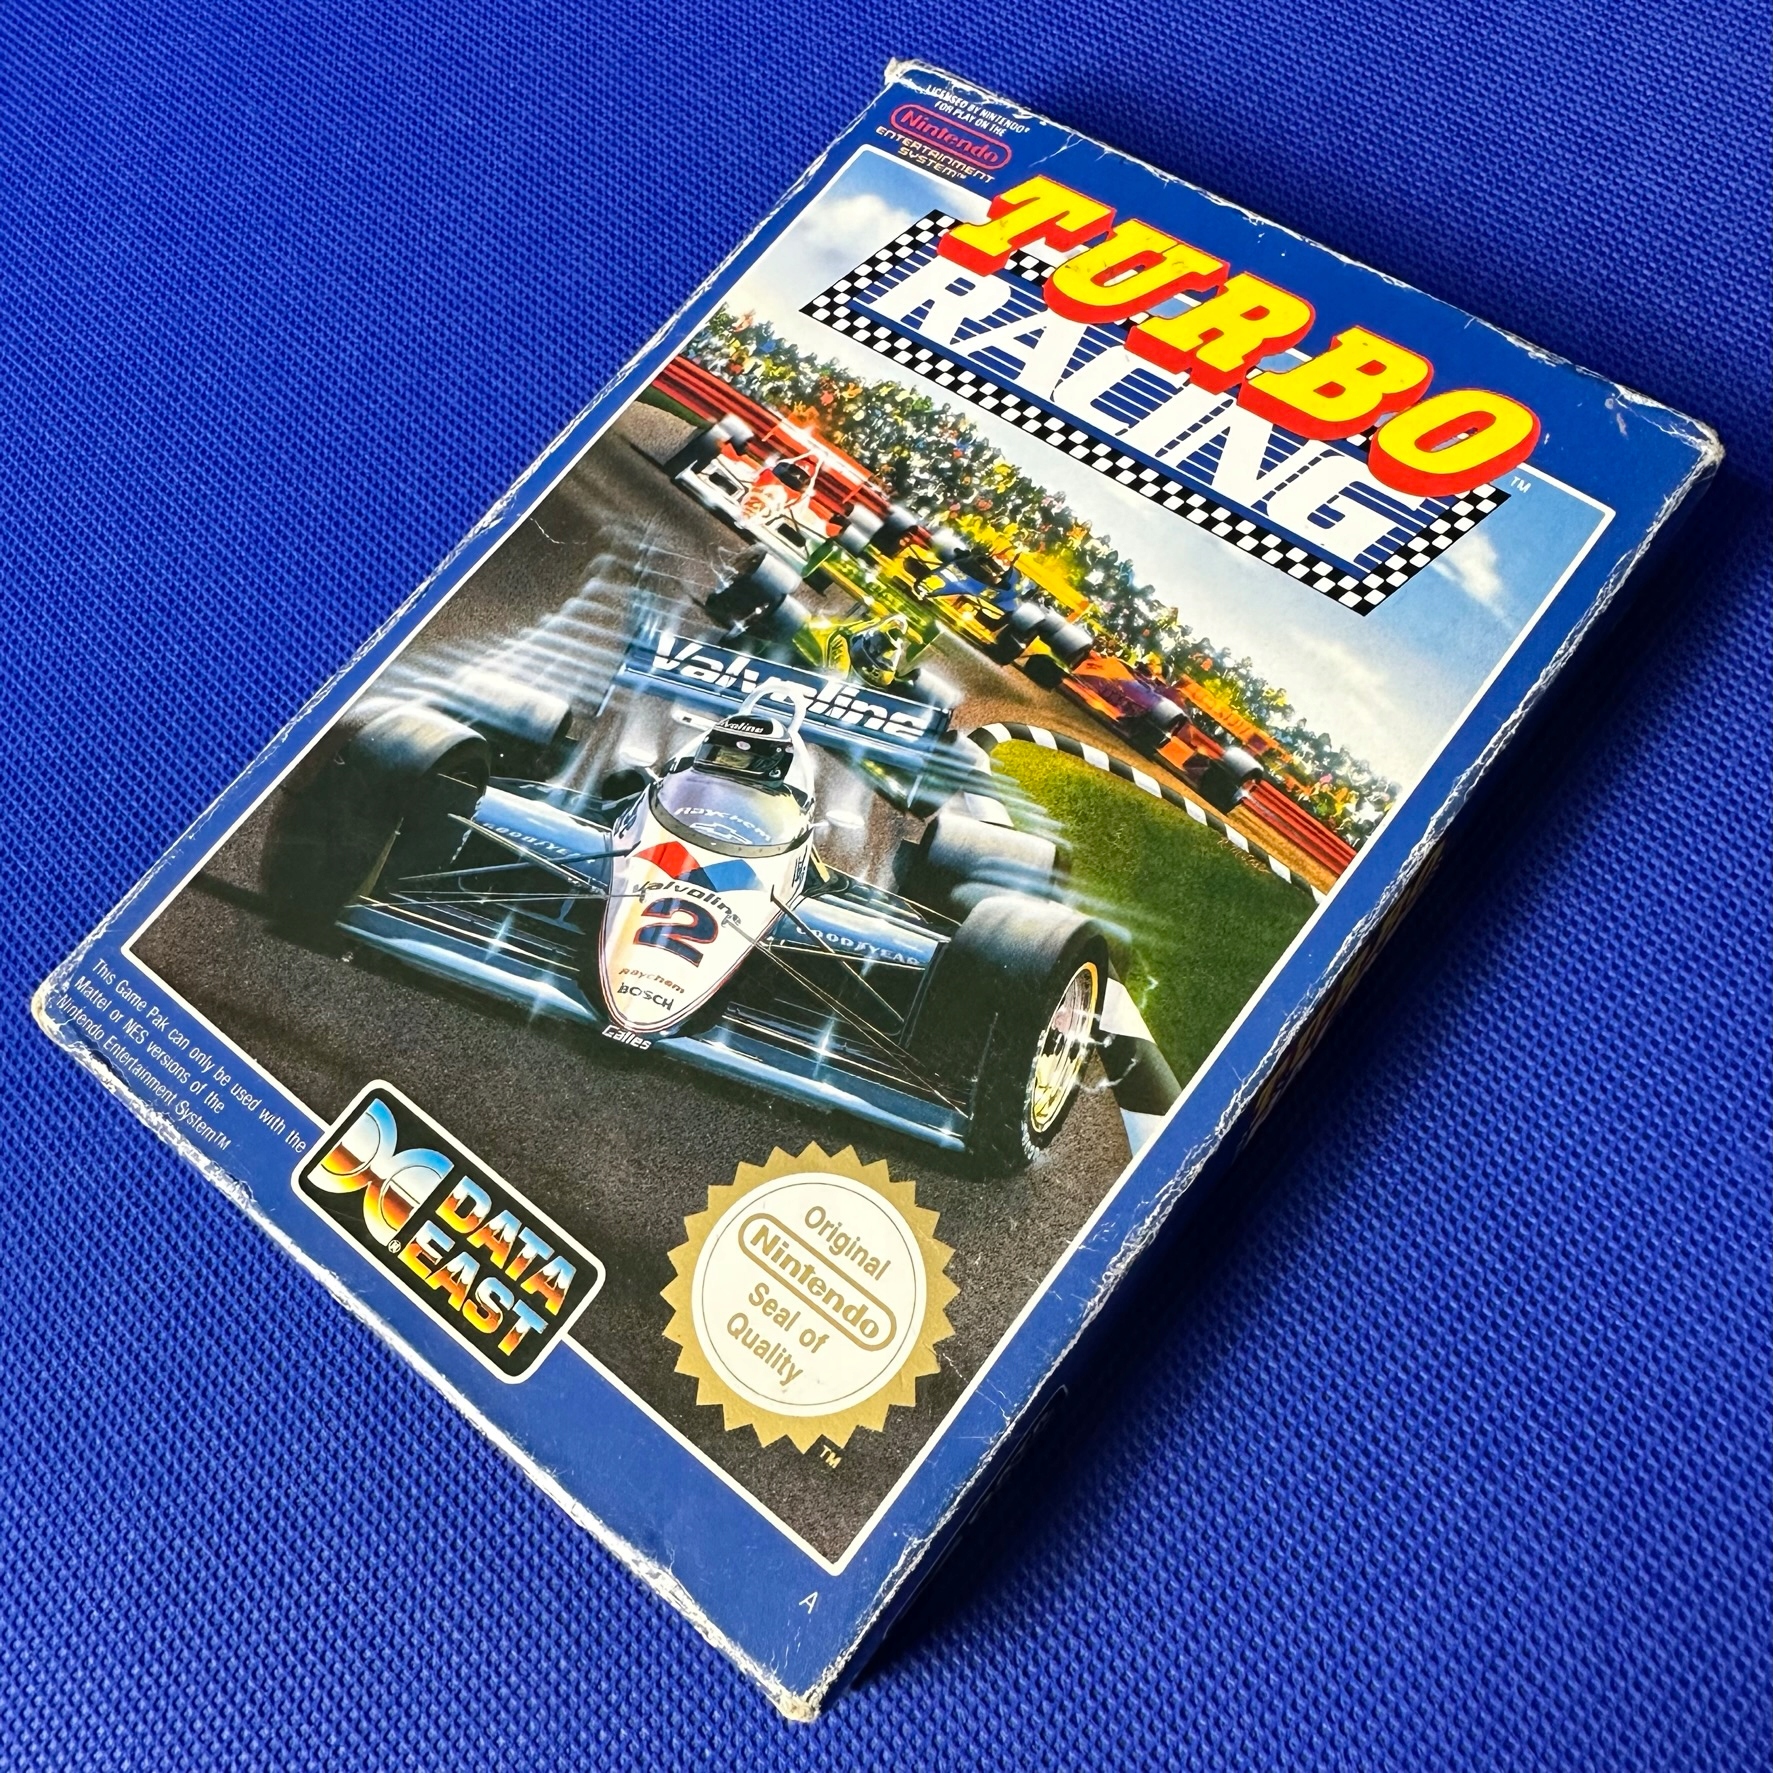 LICENSED BY NINTENDO®
FOR PLAY ON THE
Nintendo
ENTERTAINMENT
SYSTEM™
TURBO
RACING
™
Valvoline
Valvoline
Raychem
GOODYEAR
GOODYEAR
Valvoline
2
Raychem
BOSCH
Galles
This Game Pak can only be used with the
Mattel or NES versions of the
Nintendo Entertainment System™
DATA
EAST
®
Original
Nintendo
Seal of
Quality
™
A